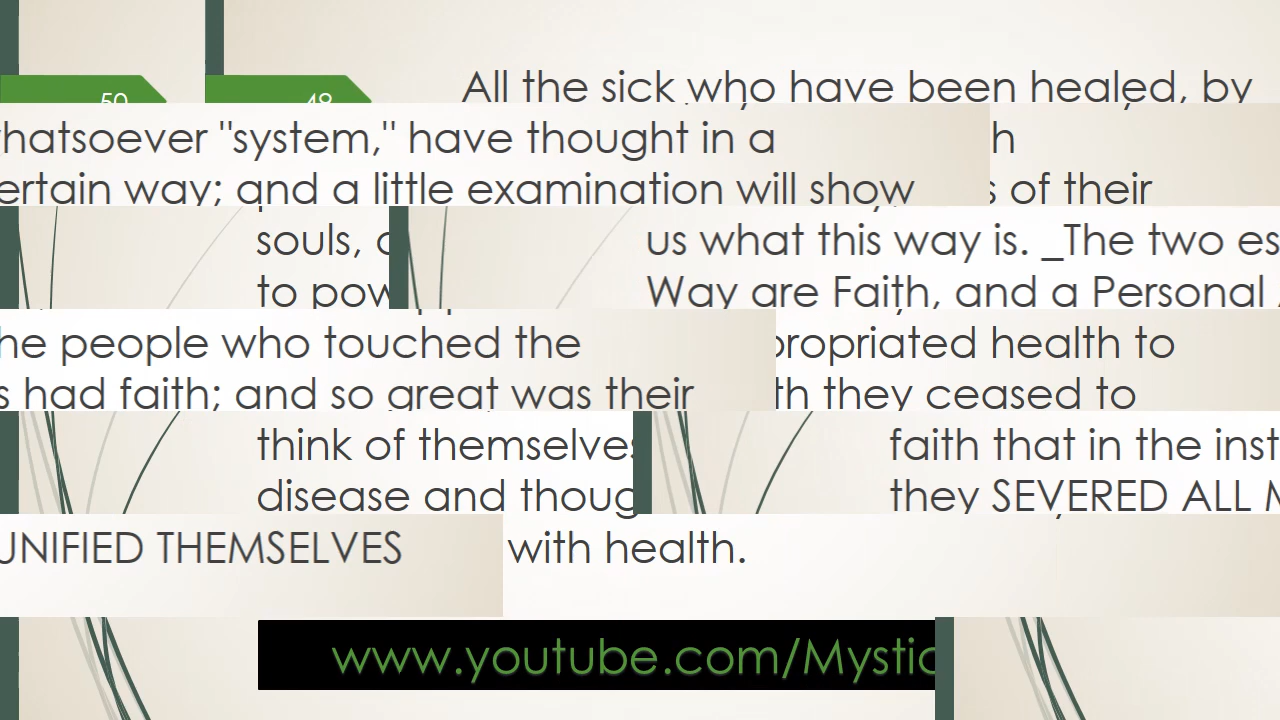 50 48 All the sick who have been healed, by
hatsoever "system," have thought in a h
ertain way; and a little examination will show s of their
souls, us what this way is. _The two es
to pow Way are Faith, and a Personal
he people who touched the propriated health to
s had faith; and so great was their th they ceased to
think of themselves faith that in the inst
disease and thoug they SEVERED ALL M
UNIFIED THEMSELVES with health.
www.youtube.com/Mystic